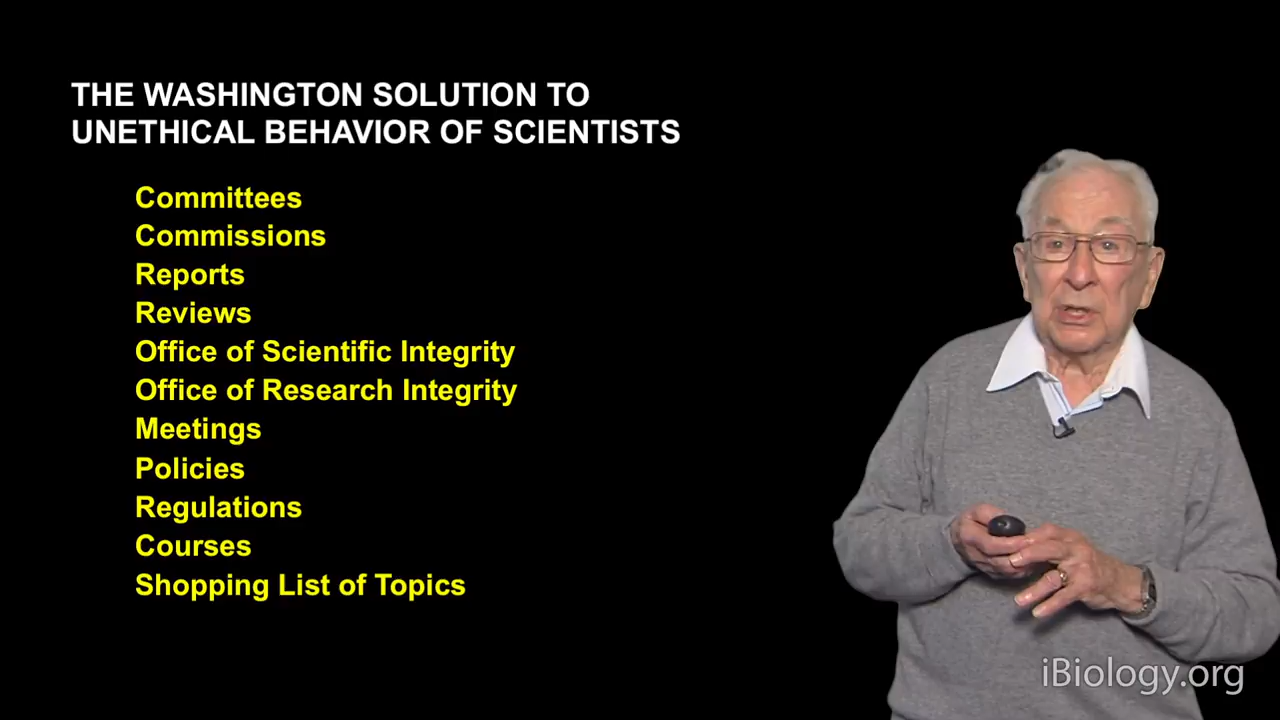 THE WASHINGTON SOLUTION TO
UNETHICAL BEHAVIOR OF SCIENTISTS
Committees
Commissions
Reports
Reviews
Office of Scientific Integrity
Office of Research Integrity
Meetings
Policies
Regulations
Courses
Shopping List of Topics
iBiology.org